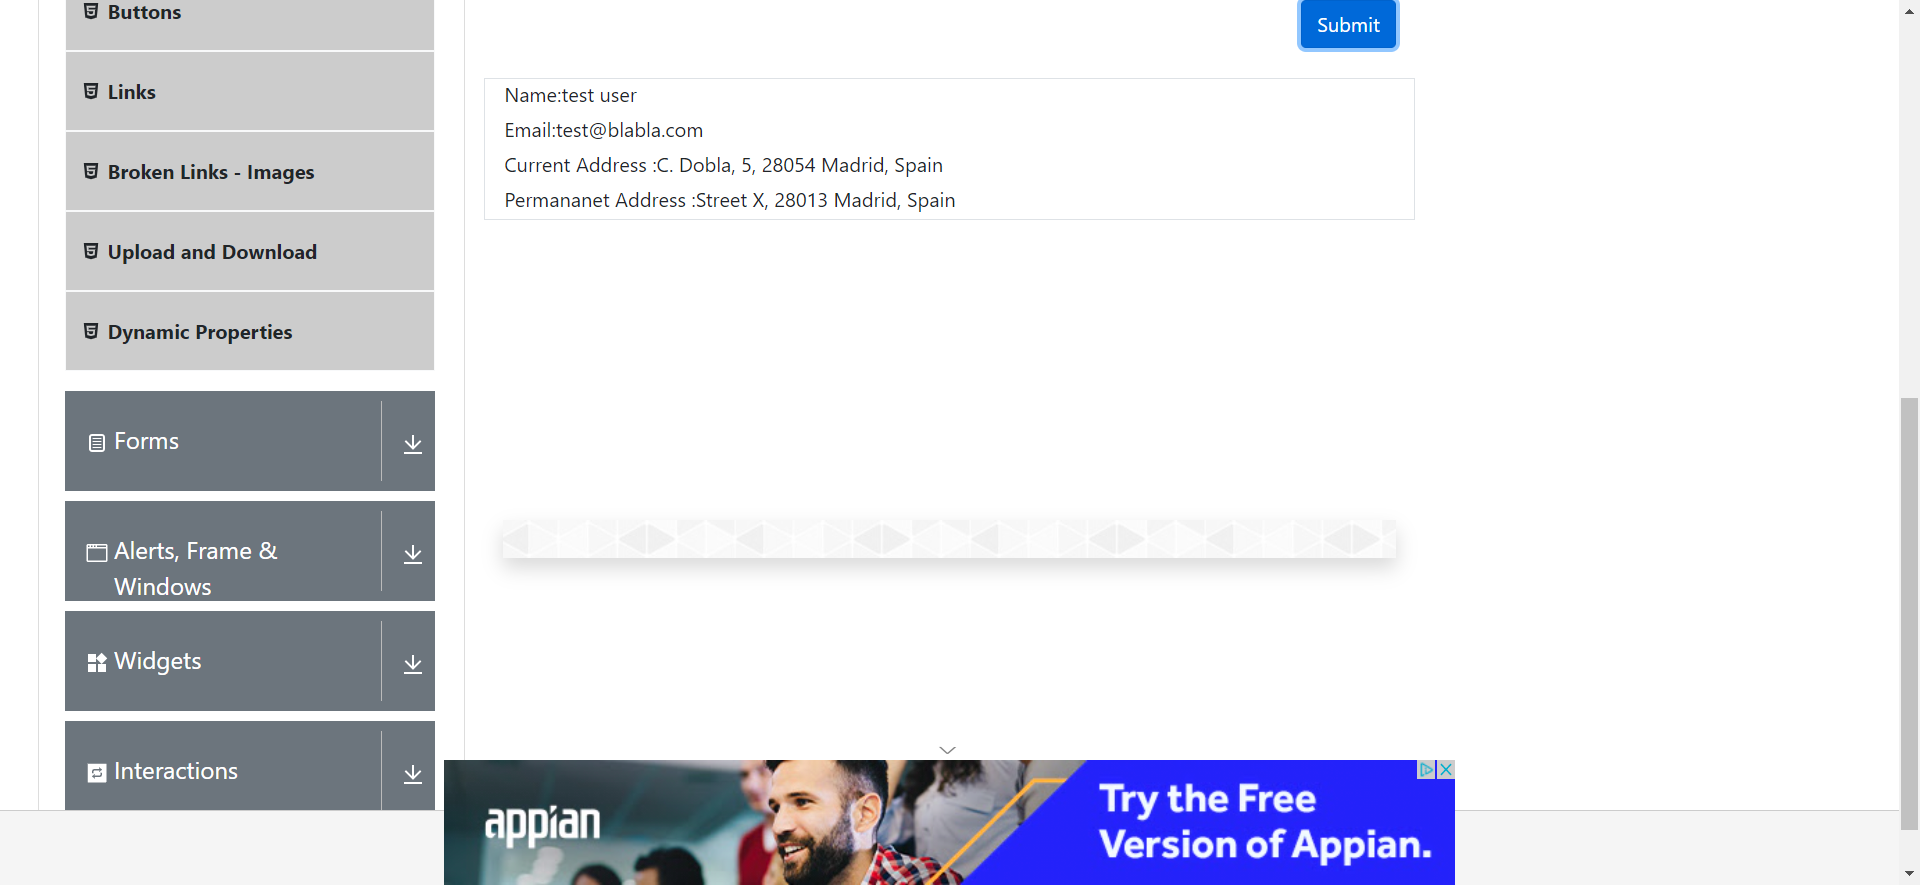 Buttons
Links
Broken Links - Images
Upload and Download
Dynamic Properties
Forms
Alerts, Frame &
Windows
Widgets
Interactions
Submit
Name:test user
Email:test@blabla.com
Current Address :C. Dobla, 5, 28054 Madrid, Spain
Permananet Address :Street X, 28013 Madrid, Spain
appian
Try the Free
Version of Appian.